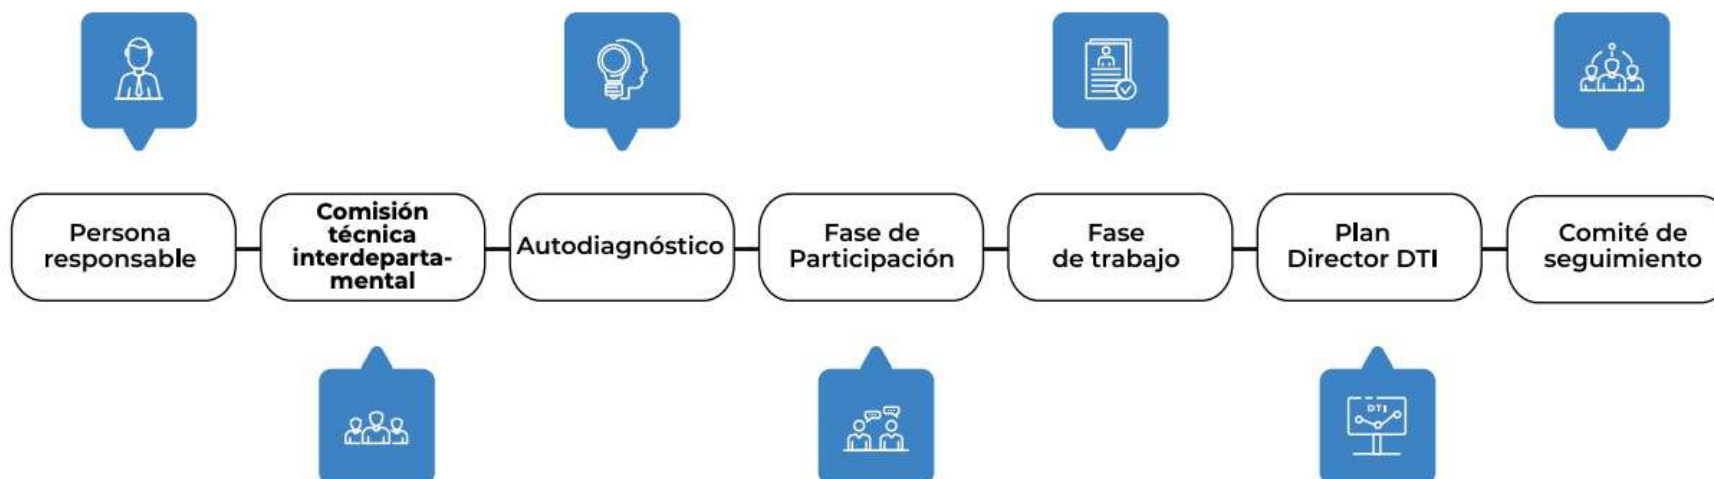 Persona
responsable
Comisión
técnica
interdeparta-
mental
Autodiagnóstico
Fase de
Participación
Fase
de trabajo
Plan
Director DTI
Comité de
seguimiento
DTI